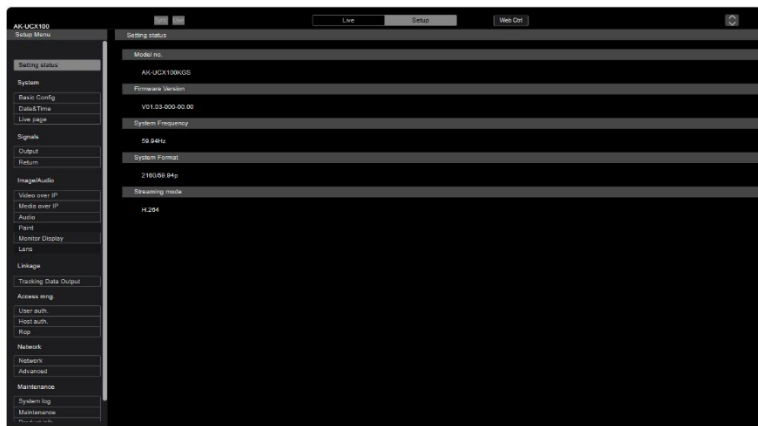 AK-UCX100
Sync User
Live
Setup
Web Ctrl
Setup Menu
Setting status
Setting status
Model no.
AK-UCX100KGS
Firmware Version
V01.03-000-00.00
System Frequency
59.94Hz
System Format
2160/59.94p
Streaming mode
H.264
System
Basic Config
Date&Time
Live page
Signals
Output
Return
Image/Audio
Video over IP
Media over IP
Audio
Paint
Monitor Display
Lens
Linkage
Tracking Data Output
Access mng.
User auth.
Host auth.
Rop
Network
Network
Advanced
Maintenance
System log
Maintenance
Product info